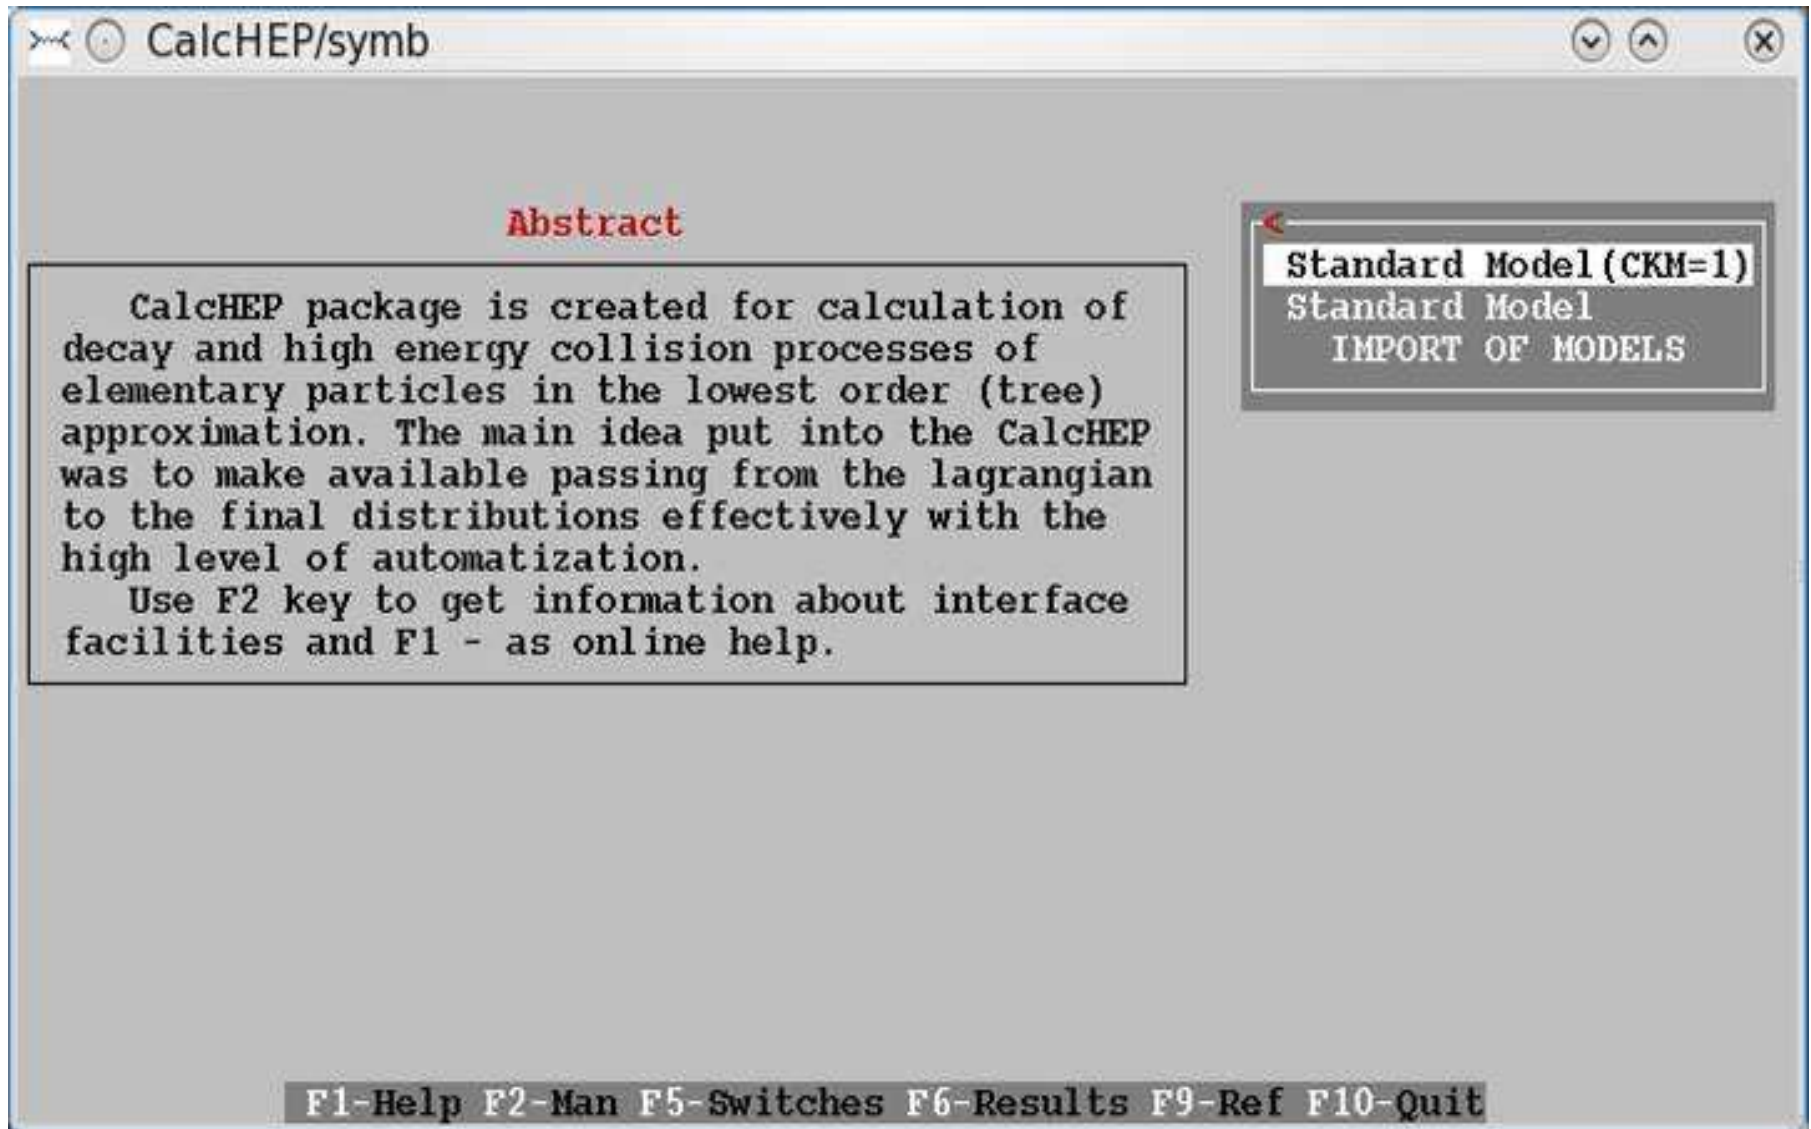 CalcHEP/symb
Abstract
CalcHEP package is created for calculation of
decay and high energy collision processes of
elementary particles in the lowest order (tree)
approximation. The main idea put into the CalcHEP
was to make available passing from the lagrangian
to the final distributions effectively with the
high level of automatization.
Use F2 key to get information about interface
facilities and F1 - as online help.
<
Standard Model(CKM=1)
Standard Model
IMPORT OF MODELS
F1-Help F2-Man F5-Switches F6-Results F9-Ref F10-Quit